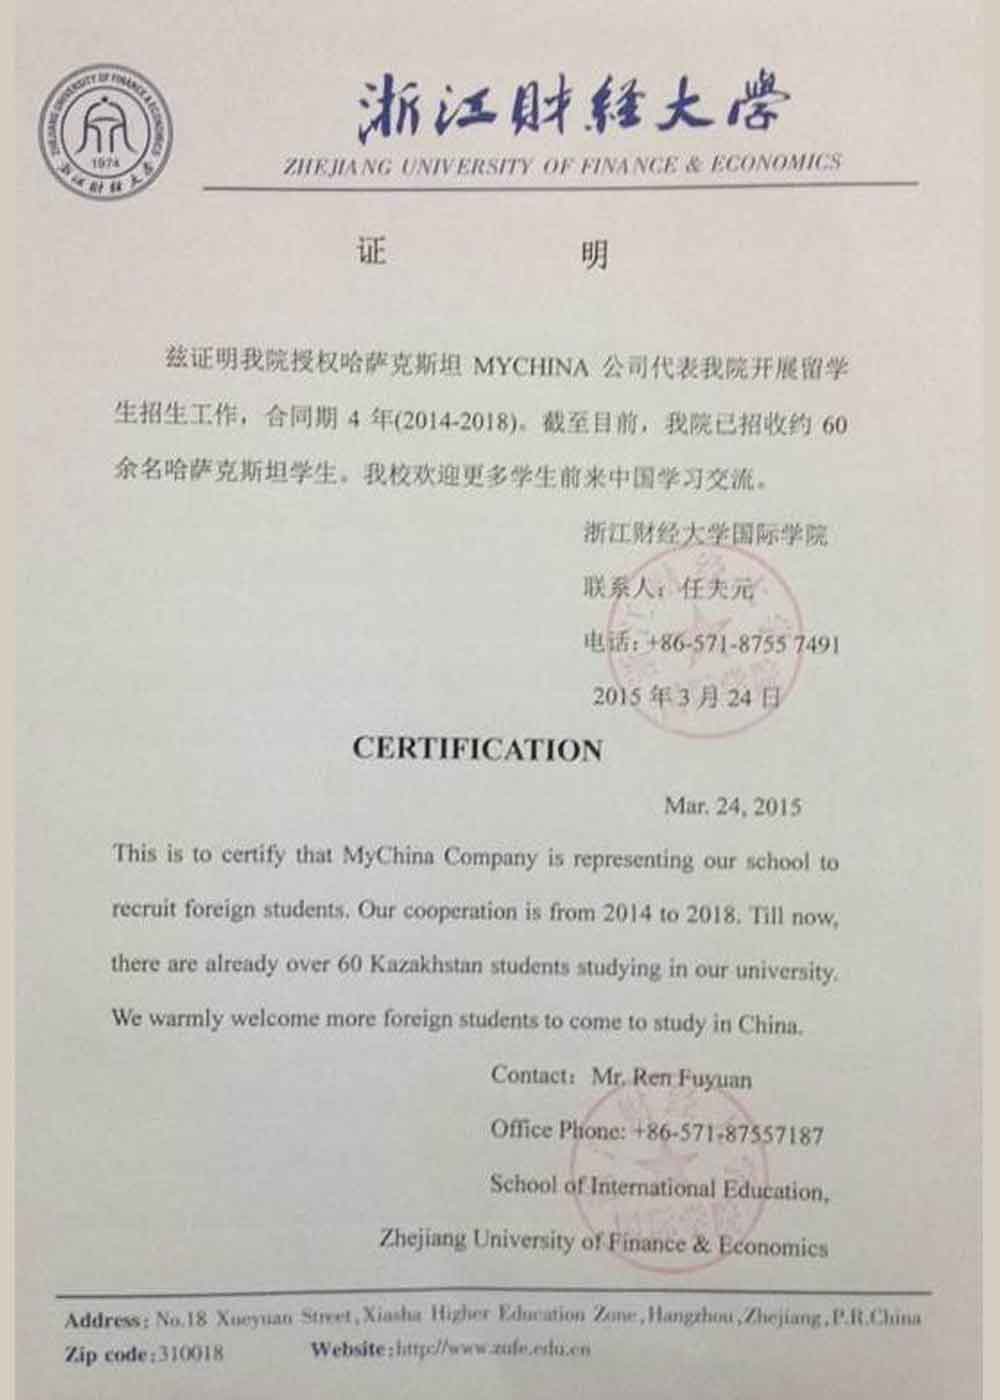 ZHEJIANG UNIVERSITY OF FINANCE & ECONOMICS
1974
浙江财经大学
浙江财经大学
ZHEJIANG UNIVERSITY OF FINANCE & ECONOMICS
证 明
兹证明我院授权哈萨克斯坦 MYCHINA 公司代表我院开展留学
生招生工作，合同期 4 年(2014-2018)。截至目前，我院已招收约 60
余名哈萨克斯坦学生。我校欢迎更多学生前来中国学习交流。
浙江财经大学国际学院
联系人：任夫元
电话：+86-571-8755 7491
2015 年 3 月 24 日
CERTIFICATION
Mar. 24, 2015
This is to certify that MyChina Company is representing our school to
recruit foreign students. Our cooperation is from 2014 to 2018. Till now,
there are already over 60 Kazakhstan students studying in our university.
We warmly welcome more foreign students to come to study in China.
Contact: Mr. Ren Fuyuan
Office Phone: +86-571-87557187
School of International Education,
Zhejiang University of Finance & Economics
Address: No.18 Xueyuan Street, Xiasha Higher Education Zone, Hangzhou, Zhejiang, P.R.China
Zip code: 310018 Website: http://www.zufe.edu.cn